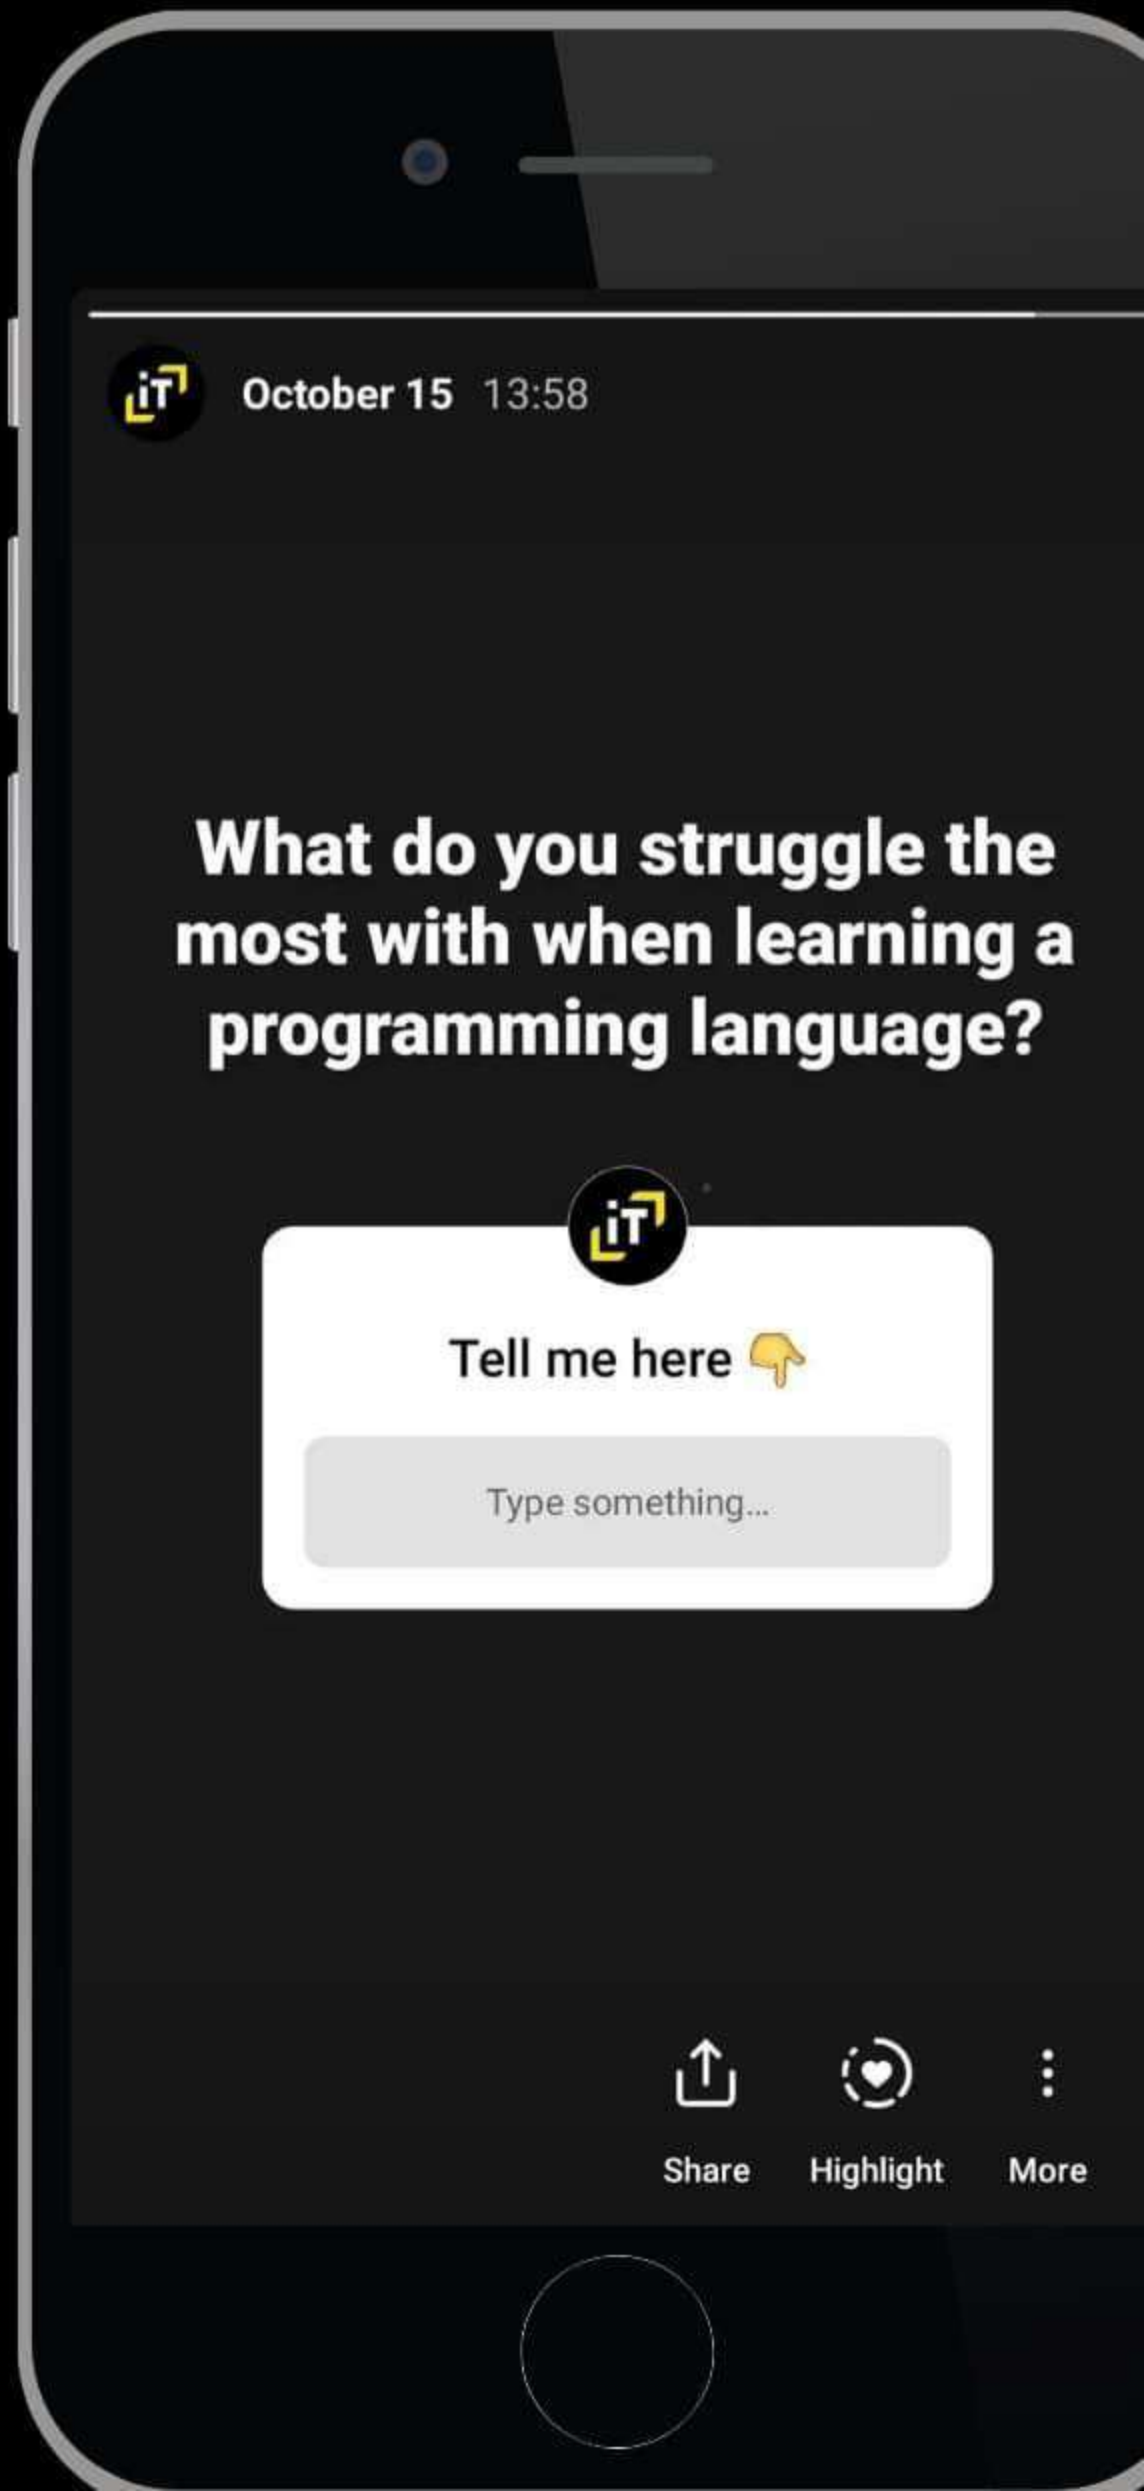 iT
October 15 13:58
What do you struggle the
most with when learning a
programming language?
iT
Tell me here 👇
Type something...
Share Highlight More